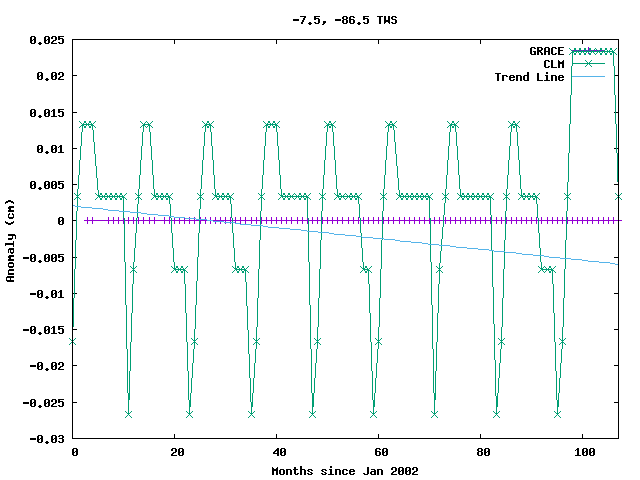 -7.5, -86.5 TWS
GRACE
CLM
Trend Line
0.025
0.02
0.015
0.01
0.005
0
-0.005
-0.01
-0.015
-0.02
-0.025
-0.03
Anomaly (cm)
0 20 40 60 80 100
Months since Jan 2002